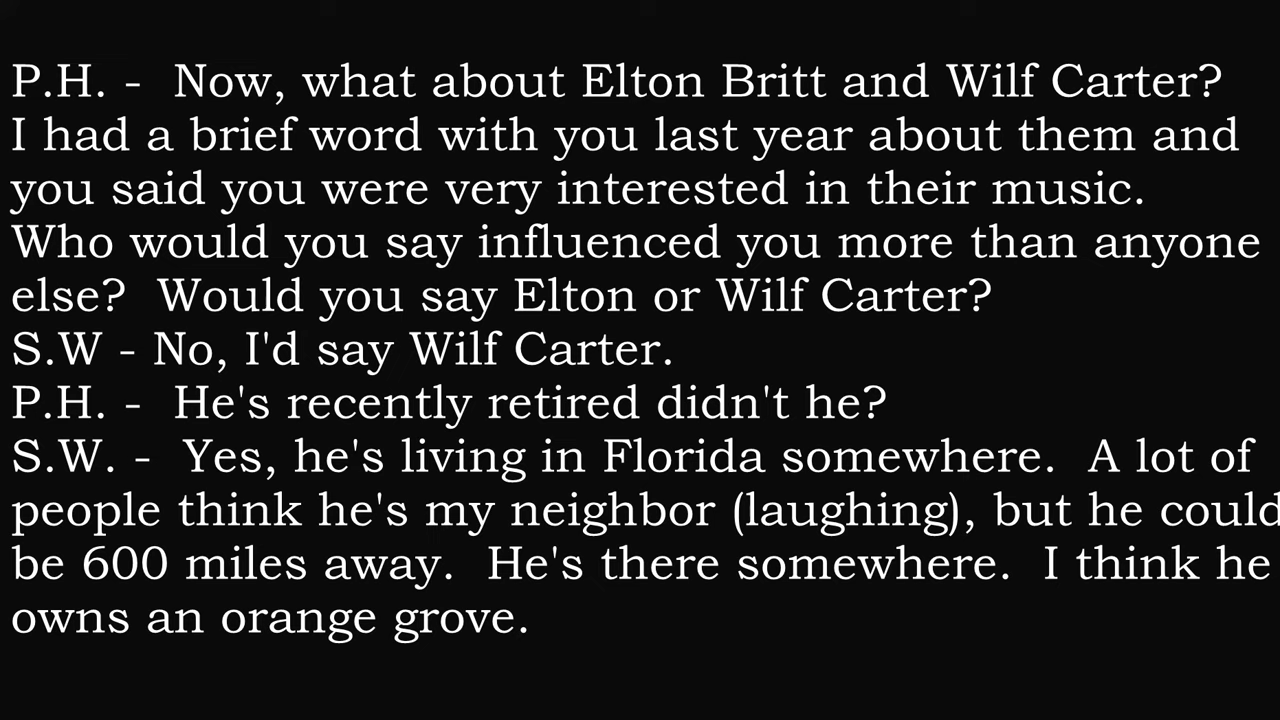 P.H. -  Now, what about Elton Britt and Wilf Carter?
I had a brief word with you last year about them and
you said you were very interested in their music.
Who would you say influenced you more than anyone
else?  Would you say Elton or Wilf Carter?
S.W - No, I'd say Wilf Carter.
P.H. -  He's recently retired didn't he?
S.W. -  Yes, he's living in Florida somewhere.  A lot of
people think he's my neighbor (laughing), but he could
be 600 miles away.  He's there somewhere.  I think he
owns an orange grove.